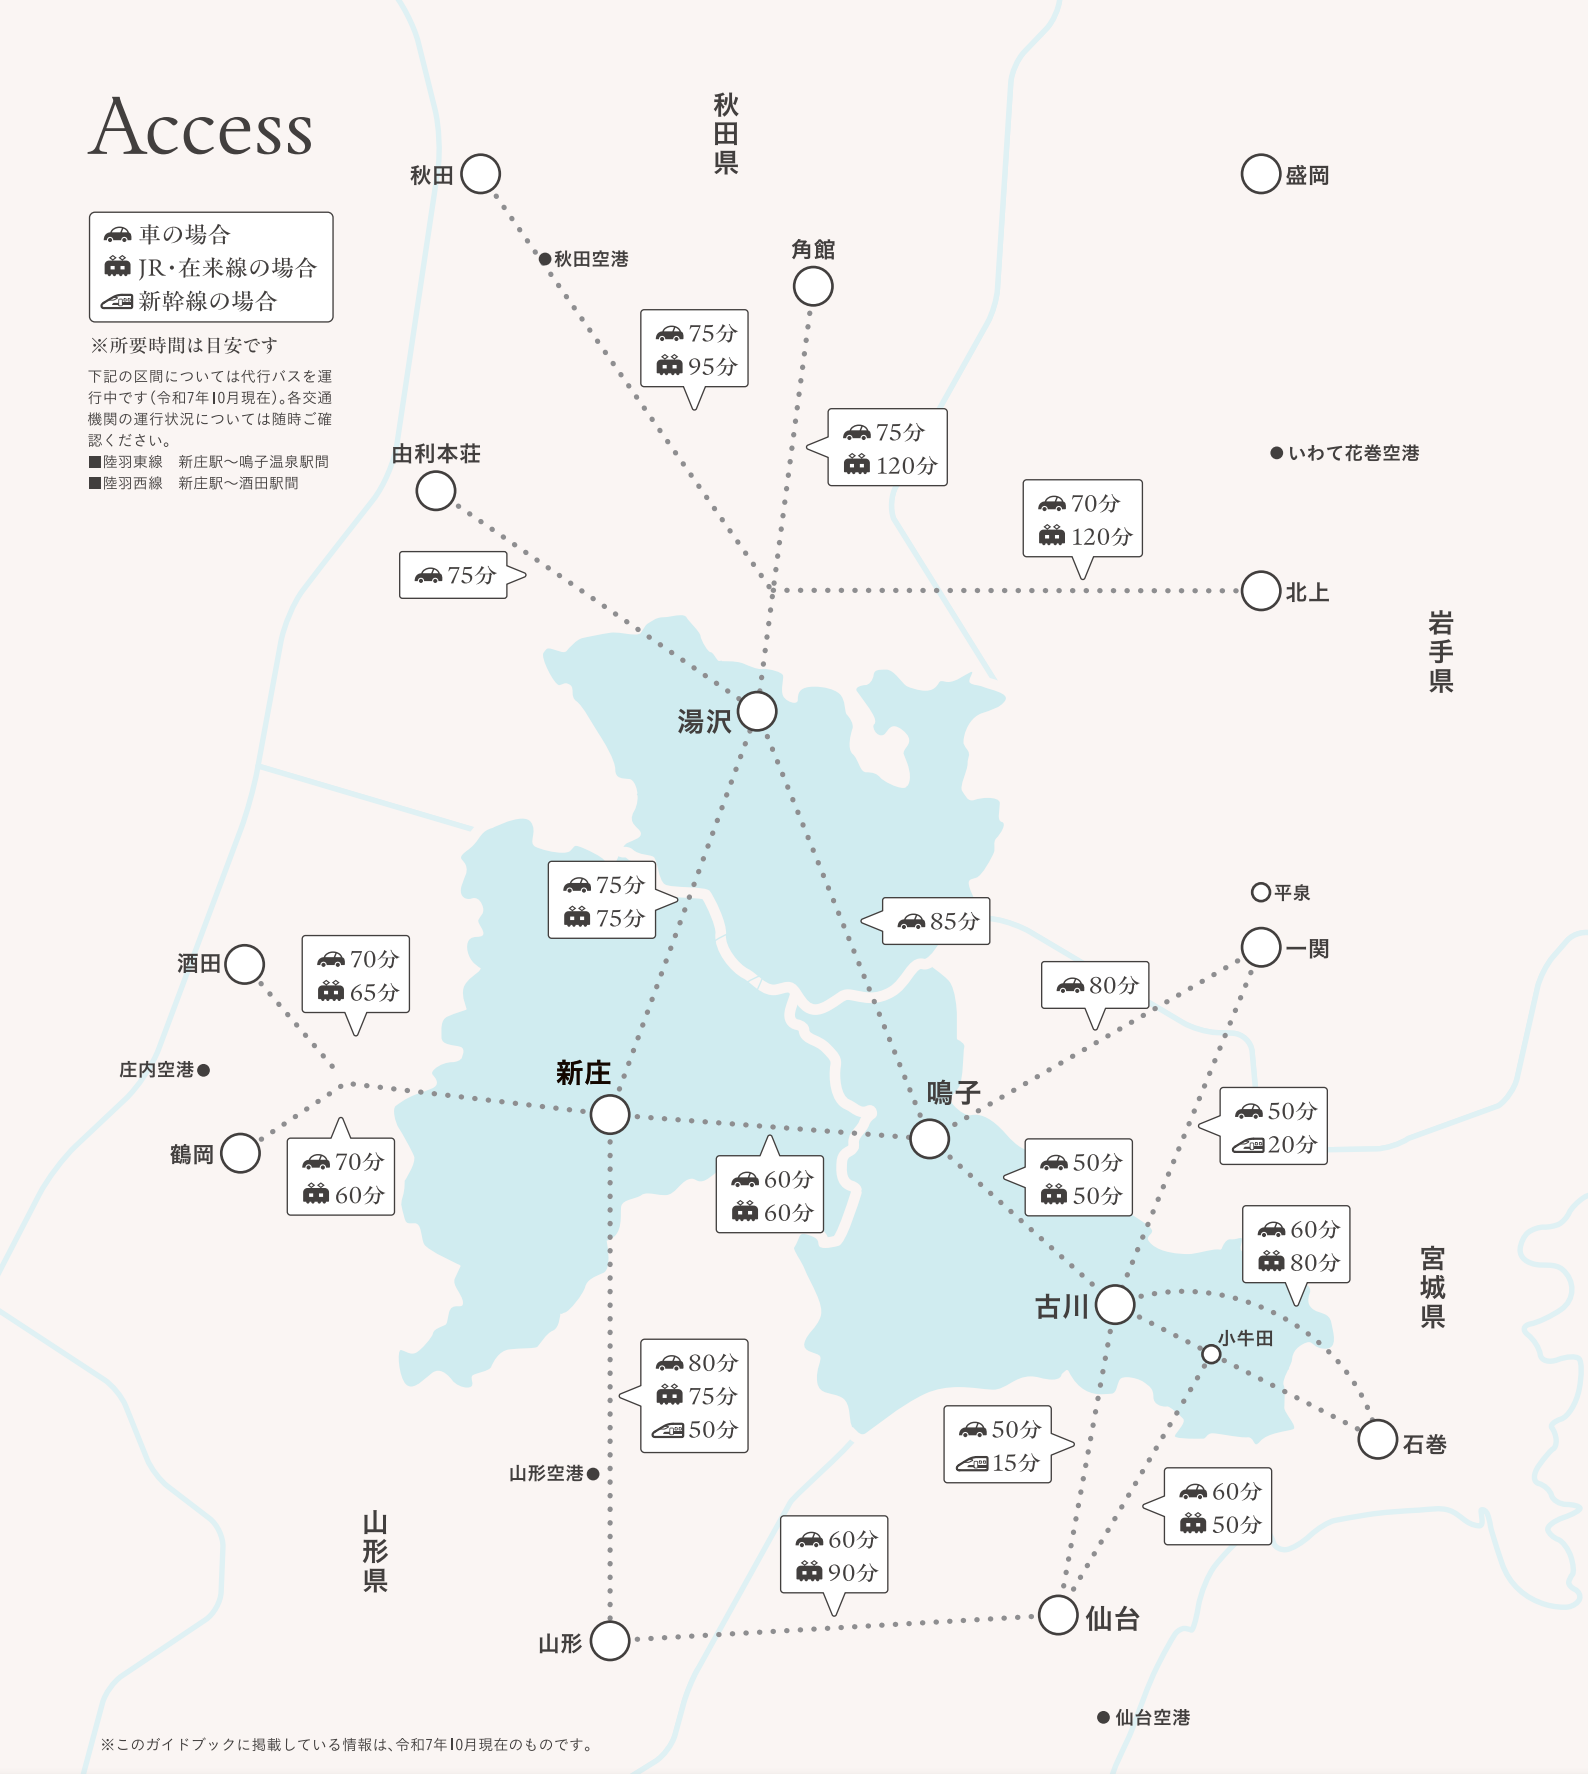 Access
車の場合
JR・在来線の場合
新幹線の場合
※所要時間は目安です
下記の区間については代行バスを運
行中です(令和7年10月現在)。各交通
機関の運行状況については随時ご確
認ください。
■陸羽東線　新庄駅〜鳴子温泉駅間
■陸羽西線　新庄駅〜酒田駅間
秋田県
秋田
盛岡
秋田空港
角館
75分
95分
75分
120分
由利本荘
いわて花巻空港
70分
120分
75分
北上
岩手県
湯沢
75分
75分
85分
平泉
一関
酒田
70分
65分
80分
庄内空港
新庄
鳴子
50分
20分
鶴岡
70分
60分
60分
60分
50分
50分
60分
80分
宮城県
古川
小牛田
80分
75分
50分
50分
15分
石巻
山形空港
60分
50分
山形県
60分
90分
山形
仙台
仙台空港
※このガイドブックに掲載している情報は、令和7年10月現在のものです。